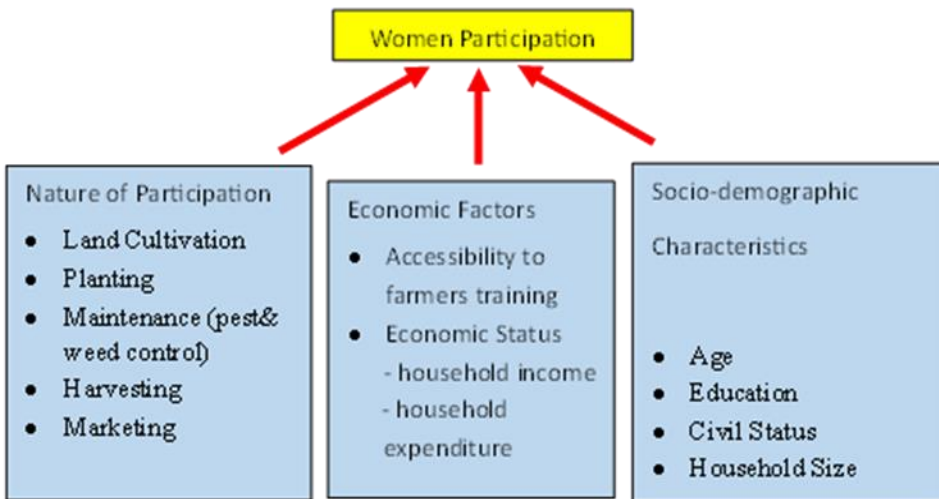 Women Participation
Nature of Participation
● Land Cultivation
● Planting
● Maintenance (pest&
weed control)
● Harvesting
● Marketing
Economic Factors
● Accessibility to
farmers training
● Economic Status
- household income
- household
expenditure
Socio-demographic
Characteristics
● Age
● Education
● Civil Status
● Household Size